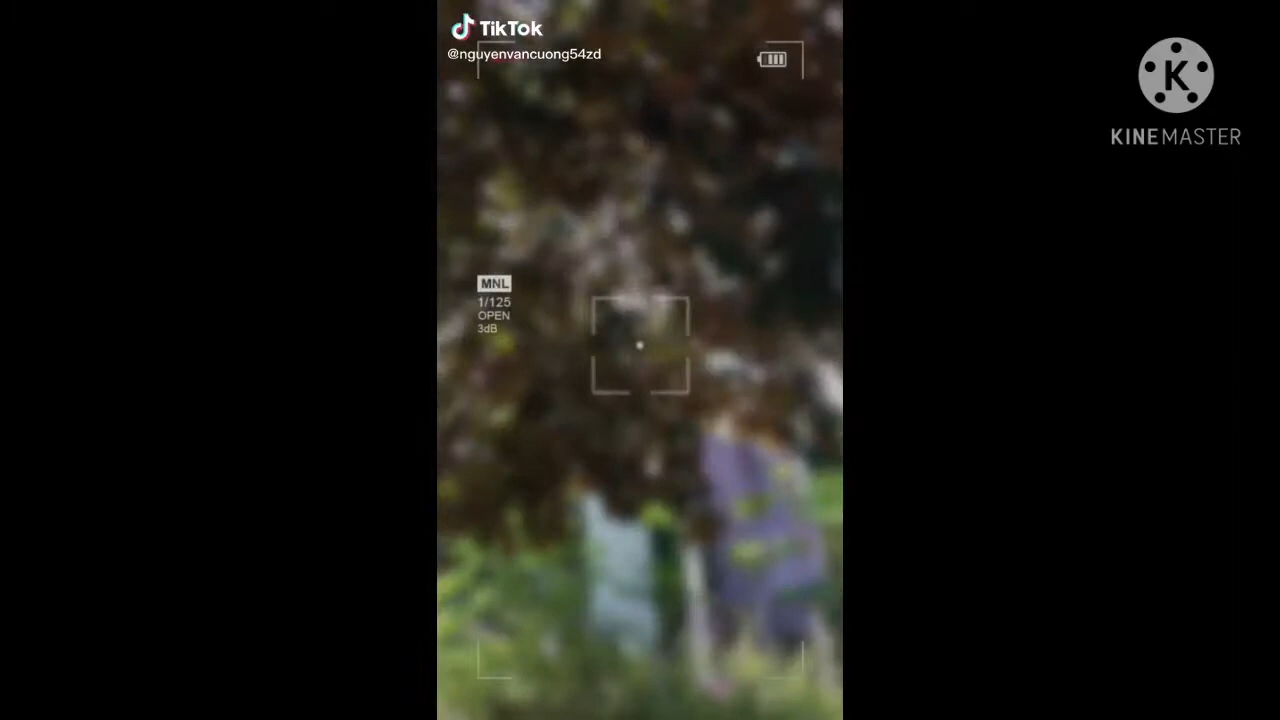 TikTok
@nguyenvancuong54zd
K
KINEMASTER
MNL
1/125
OPEN
3dB